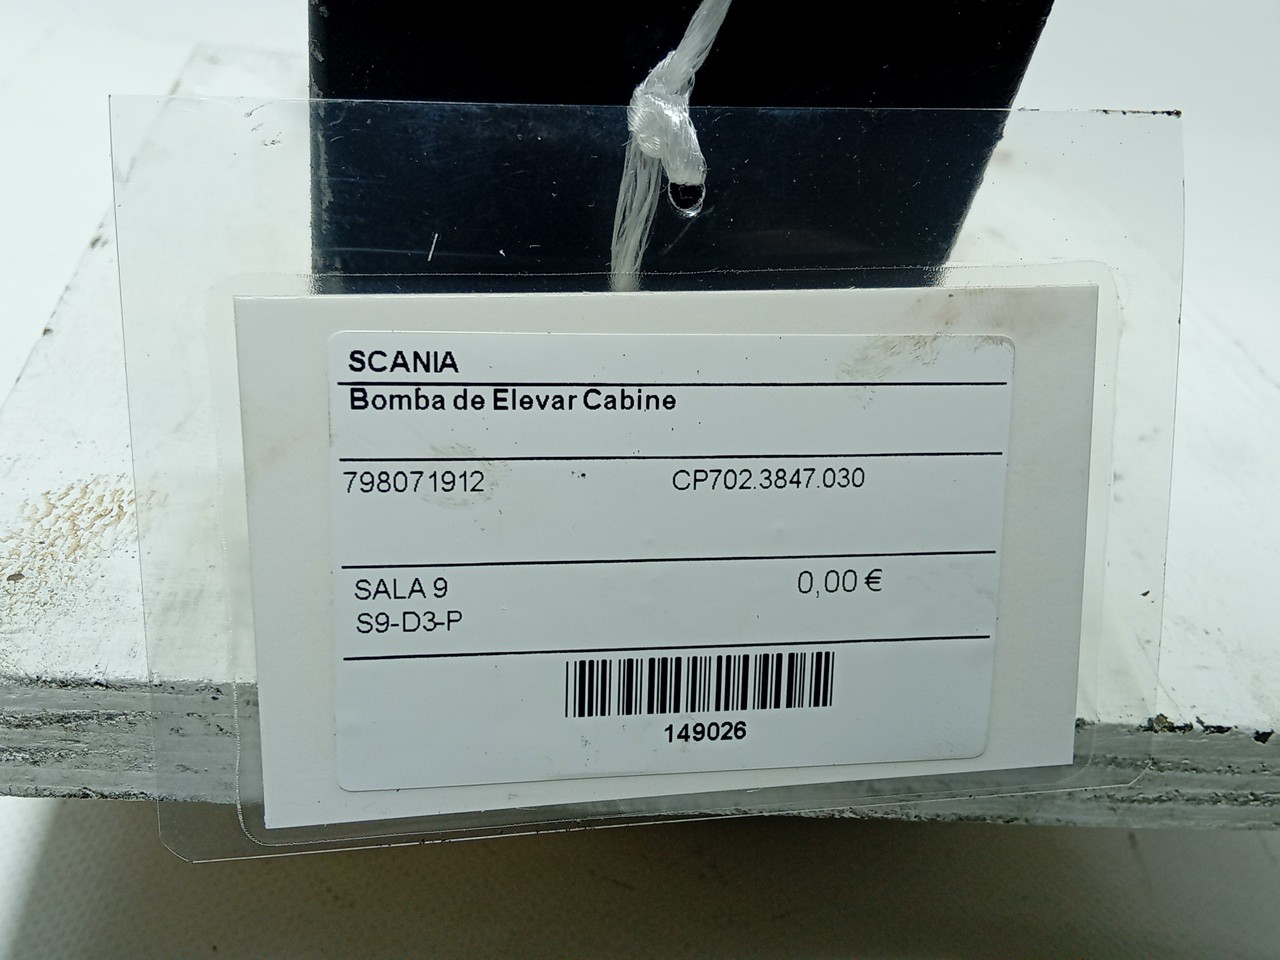 SCANIA
Bomba de Elevar Cabine
798071912 CP702.3847.030
SALA 9 0,00 €
S9-D3-P
149026